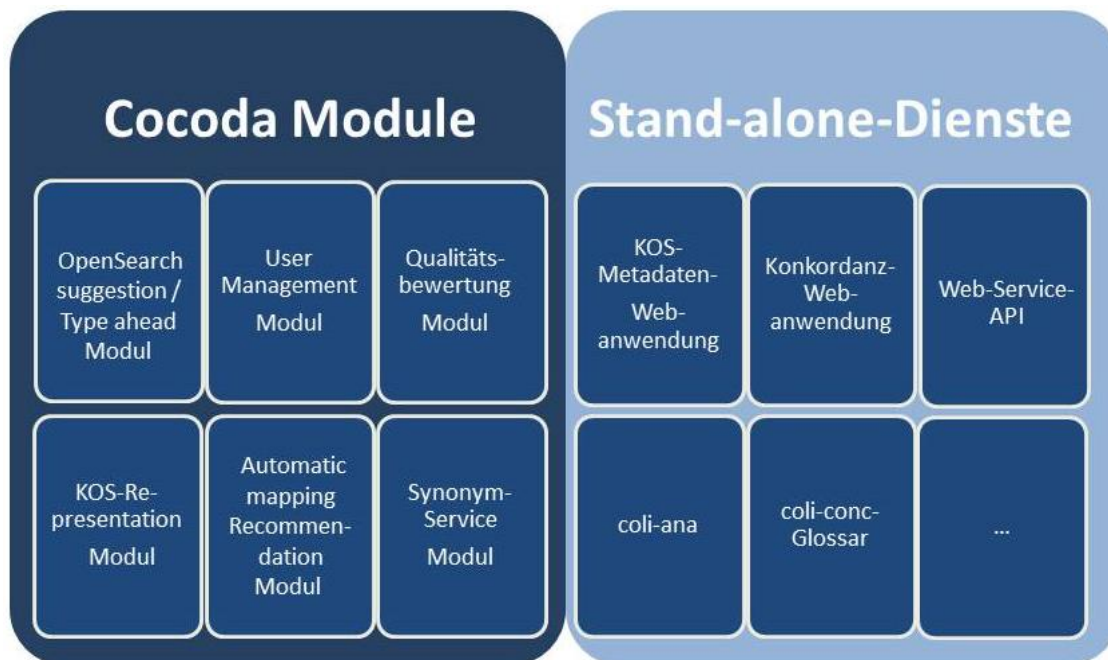 Cocoda Module
OpenSearch
suggestion /
Type ahead
Modul
User
Management
Modul
Qualitäts-
bewertung
Modul
KOS-Re-
presentation
Modul
Automatic
mapping
Recommen-
dation
Modul
Synonym-
Service
Modul
Stand-alone-Dienste
KOS-
Metadaten-
Web-
anwendung
Konkordanz-
Web-
anwendung
Web-Service-
API
coli-ana
coli-conc-
Glossar
...